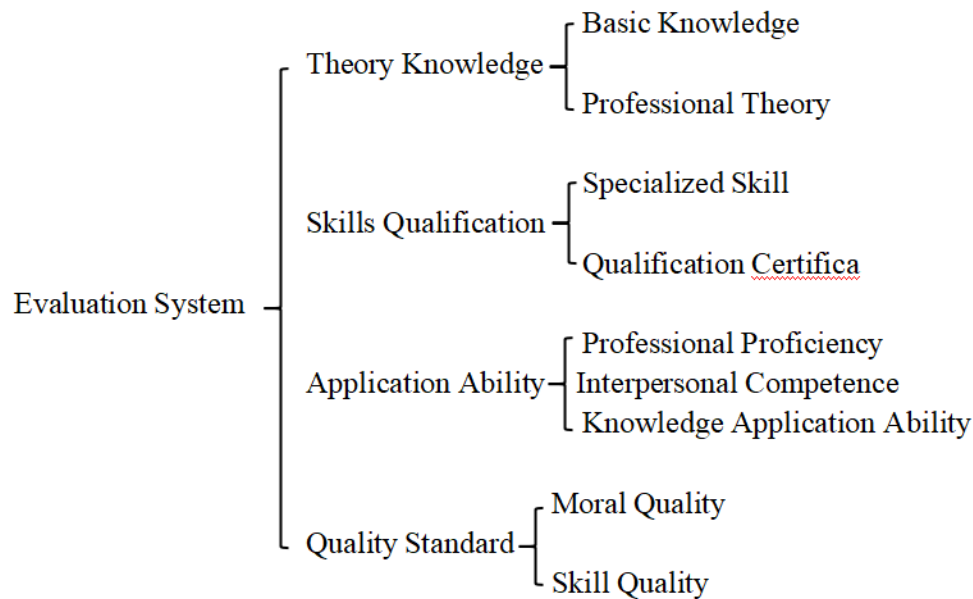 Basic Knowledge
Theory Knowledge
Professional Theory
Specialized Skill
Skills Qualification
Qualification Certifica
Evaluation System
Professional Proficiency
Application Ability
Interpersonal Competence
Knowledge Application Ability
Moral Quality
Quality Standard
Skill Quality